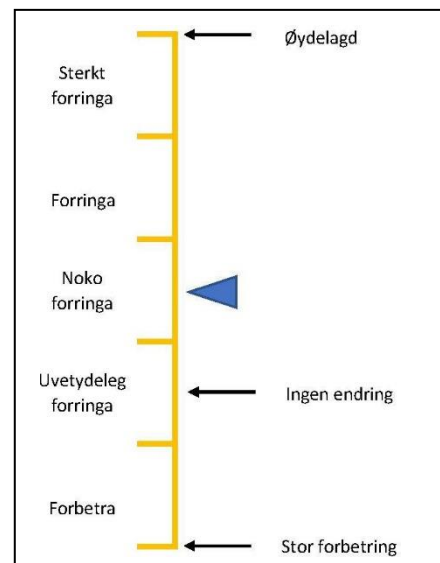 Øydelagd
Sterkt
forringa
Forringa
Noko
forringa
Uvetydeleg
forringa
Ingen endring
Forbetra
Stor forbetring